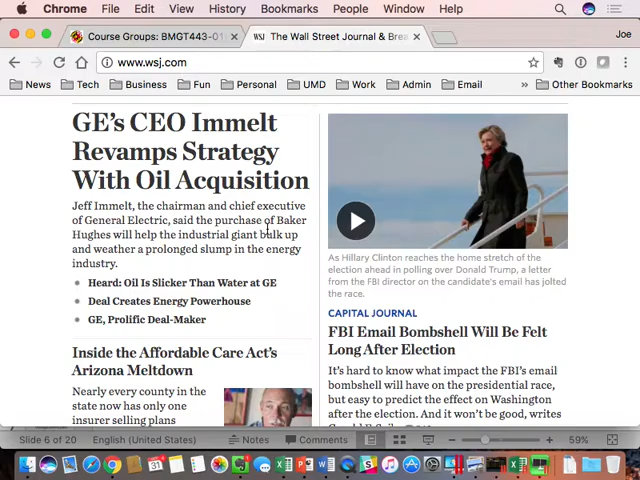 Chrome File Edit View History Bookmarks People Window Help
Course Groups: BMGT443-01
WSJ The Wall Street Journal & Brea
Joe
www.wsj.com
News Tech Business Fun Personal UMD Work Admin Email » Other Bookmarks
GE's CEO Immelt
Revamps Strategy
With Oil Acquisition
Jeff Immelt, the chairman and chief executive
of General Electric, said the purchase of Baker
Hughes will help the industrial giant bulk up
and weather a prolonged slump in the energy
industry.
Heard: Oil Is Slicker Than Water at GE
Deal Creates Energy Powerhouse
GE, Prolific Deal-Maker
Inside the Affordable Care Act's
Arizona Meltdown
Nearly every county in the
state now has only one
insurer selling plans
As Hillary Clinton reaches the home stretch of the
election ahead in polling over Donald Trump, a letter
from the FBI director on the candidate's email has jolted
the race.
CAPITAL JOURNAL
FBI Email Bombshell Will Be Felt
Long After Election
It's hard to know what impact the FBI's email
bombshell will have on the presidential race,
but easy to predict the effect on Washington
after the election. And it won't be good, writes
Slide 6 of 20 English (United States) Notes Comments 59%
31